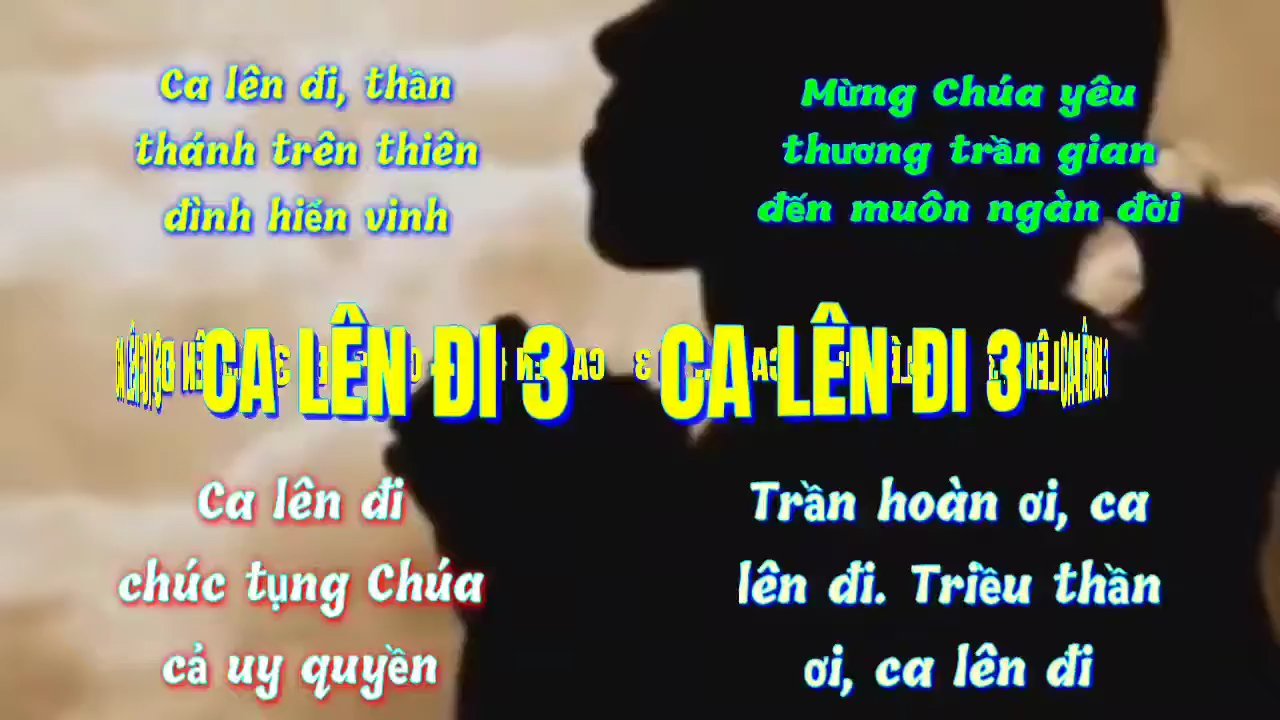 Ca lên đi, thần
thánh trên thiên
đình hiển vinh
Mừng Chúa yêu
thương trần gian
đến muôn ngàn đời
CA LÊN ĐI 3 CA LÊN ĐI 3
Ca lên đi
chúc tụng Chúa
cả uy quyền
Trần hoàn ơi, ca
lên đi. Triều thần
ơi, ca lên đi